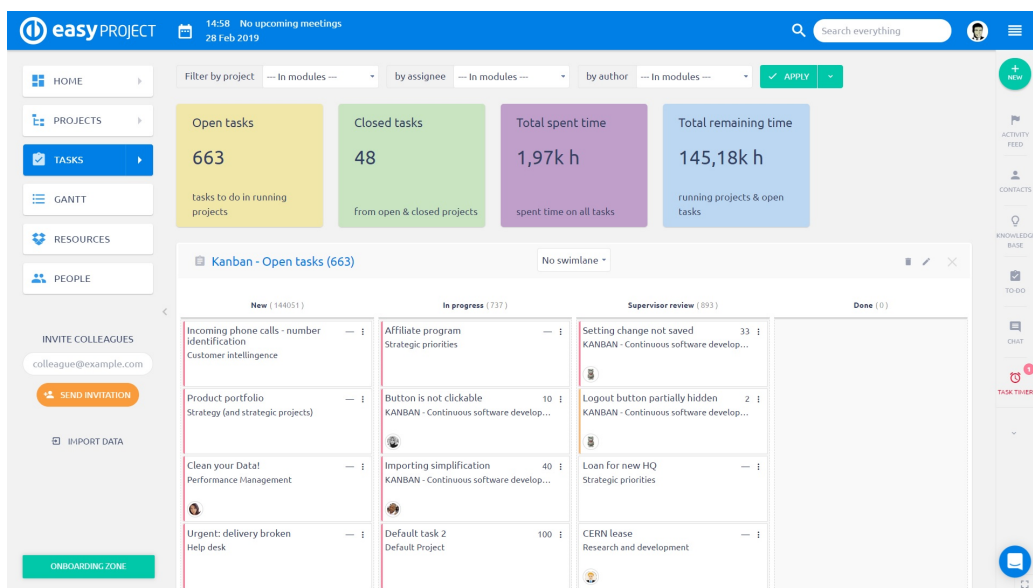 easy PROJECT
14:58 No upcoming meetings
28 Feb 2019
Search everything
HOME
PROJECTS
TASKS
GANTT
RESOURCES
PEOPLE
INVITE COLLEAGUES
colleague@example.com
SEND INVITATION
IMPORT DATA
ONBOARDING ZONE
Filter by project --- In modules --- by assignee --- In modules --- by author --- In modules --- APPLY
Open tasks
663
tasks to do in running
projects
Closed tasks
48
from open & closed projects
Total spent time
1,97k h
spent time on all tasks
Total remaining time
145,18k h
running projects & open
tasks
Kanban - Open tasks (663)
No swimlane
New (144051)
Incoming phone calls - number —
identification
Customer intellingence
Product portfolio —
Strategy (and strategic projects)
Clean your Data! —
Performance Management
Urgent: delivery broken —
Help desk
In progress (737)
Affiliate program —
Strategic priorities
Button is not clickable 10
KANBAN - Continuous software develop...
Importing simplification 40
KANBAN - Continuous software develop...
Default task 2 100
Default Project
Supervisor review (893)
Setting change not saved 33
KANBAN - Continuous software develop...
Logout button partially hidden 2
KANBAN - Continuous software develop...
Loan for new HQ —
Strategic priorities
CERN lease —
Research and development
Done (0)
+
NEW
ACTIVITY
FEED
CONTACTS
KNOWLEDGE
BASE
TO-DO
CHAT
1
TASK TIMER